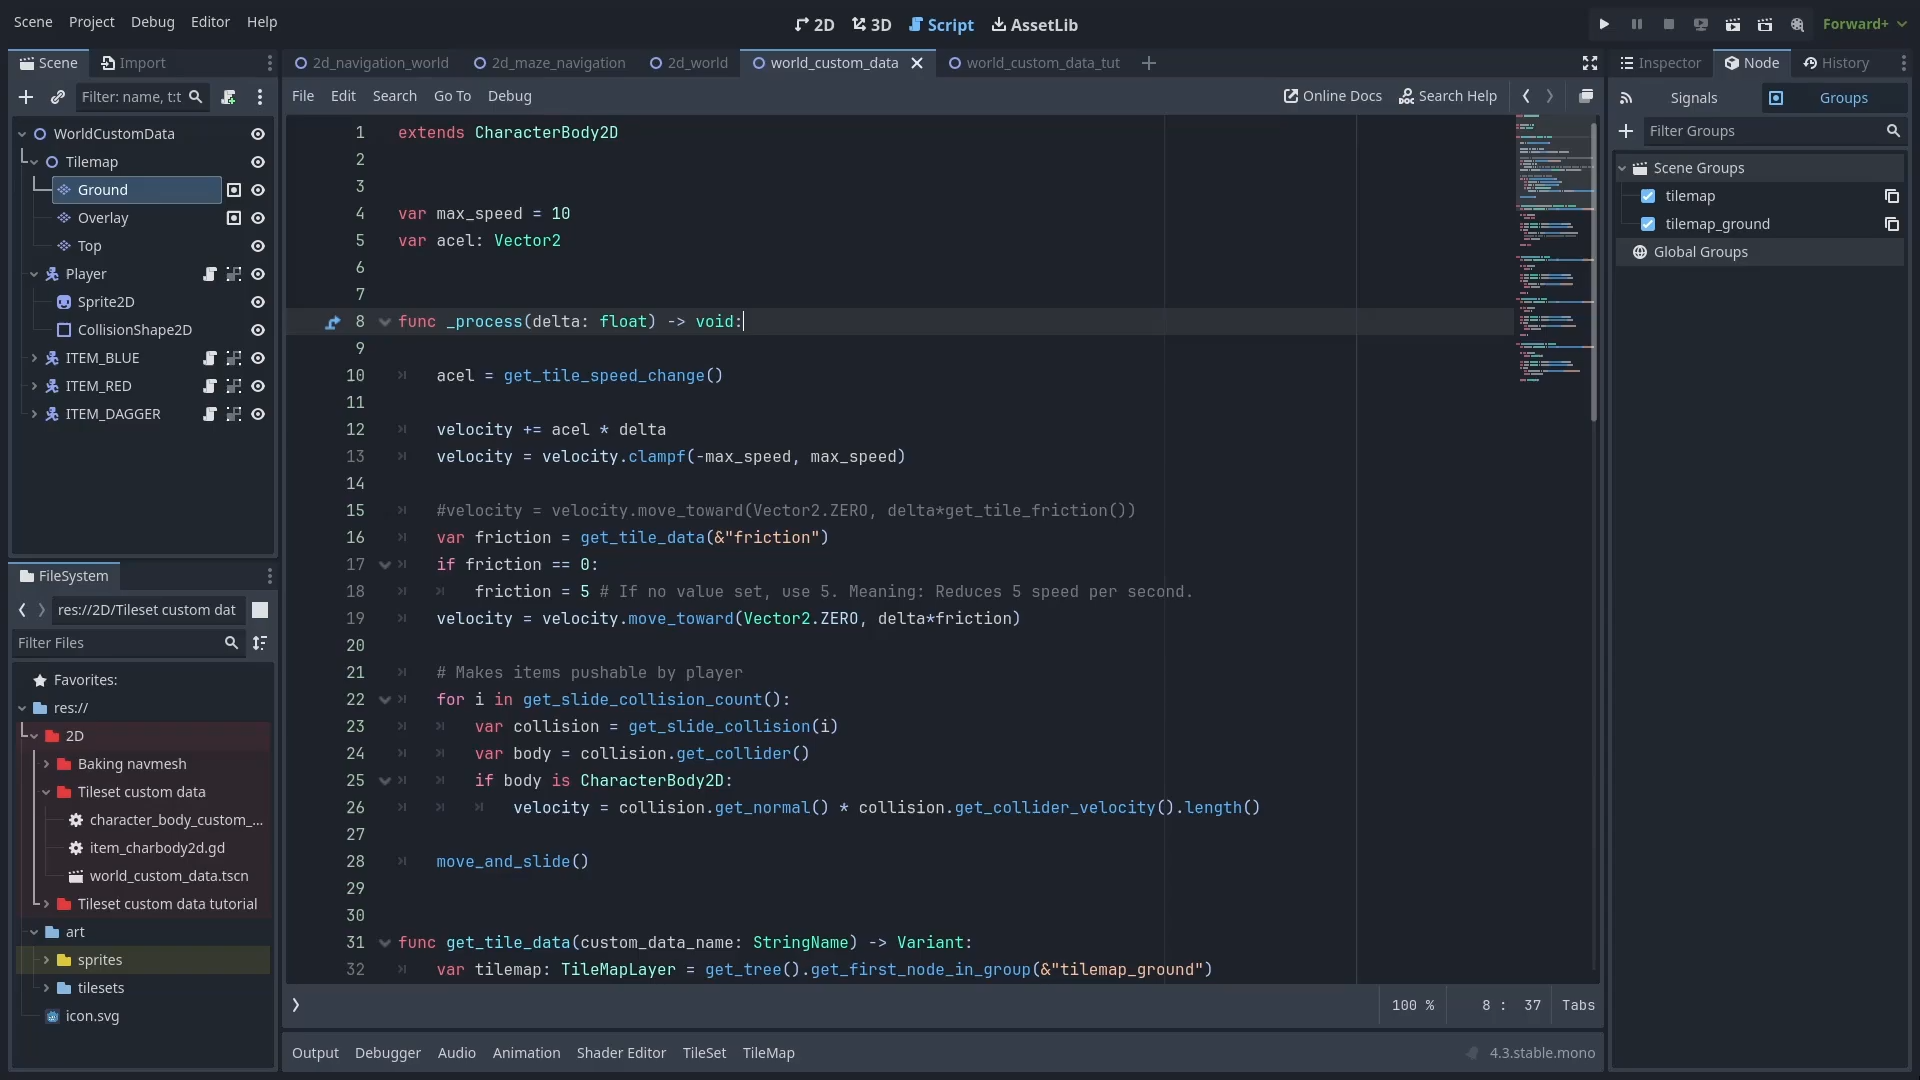 Scene Project Debug Editor Help
2D 3D Script AssetLib
Forward+
Scene Import
Filter: name, t:t
WorldCustomData
Tilemap
Ground
Overlay
Top
Player
Sprite2D
CollisionShape2D
ITEM_BLUE
ITEM_RED
ITEM_DAGGER
FileSystem
res://2D/Tileset custom dat
Filter Files
Favorites:
res://
2D
Baking navmesh
Tileset custom data
character_body_custom_...
item_charbody2d.gd
world_custom_data.tscn
Tileset custom data tutorial
art
sprites
tilesets
icon.svg
2d_navigation_world 2d_maze_navigation 2d_world world_custom_data world_custom_data_tut
File Edit Search Go To Debug Online Docs Search Help
1 extends CharacterBody2D
2
3
4 var max_speed = 10
5 var acel: Vector2
6
7
8 func _process(delta: float) -> void:
9
10 acel = get_tile_speed_change()
11
12 velocity += acel * delta
13 velocity = velocity.clampf(-max_speed, max_speed)
14
15 #velocity = velocity.move_toward(Vector2.ZERO, delta*get_tile_friction())
16 var friction = get_tile_data(&"friction")
17 if friction == 0:
18 friction = 5 # If no value set, use 5. Meaning: Reduces 5 speed per second.
19 velocity = velocity.move_toward(Vector2.ZERO, delta*friction)
20
21 # Makes items pushable by player
22 for i in get_slide_collision_count():
23 var collision = get_slide_collision(i)
24 var body = collision.get_collider()
25 if body is CharacterBody2D:
26 velocity = collision.get_normal() * collision.get_collider_velocity().length()
27
28 move_and_slide()
29
30
31 func get_tile_data(custom_data_name: StringName) -> Variant:
32 var tilemap: TileMapLayer = get_tree().get_first_node_in_group(&"tilemap_ground")
100 % 8 : 37 Tabs
Output Debugger Audio Animation Shader Editor TileSet TileMap 4.3.stable.mono
Inspector Node History
Signals Groups
Filter Groups
Scene Groups
tilemap
tilemap_ground
Global Groups